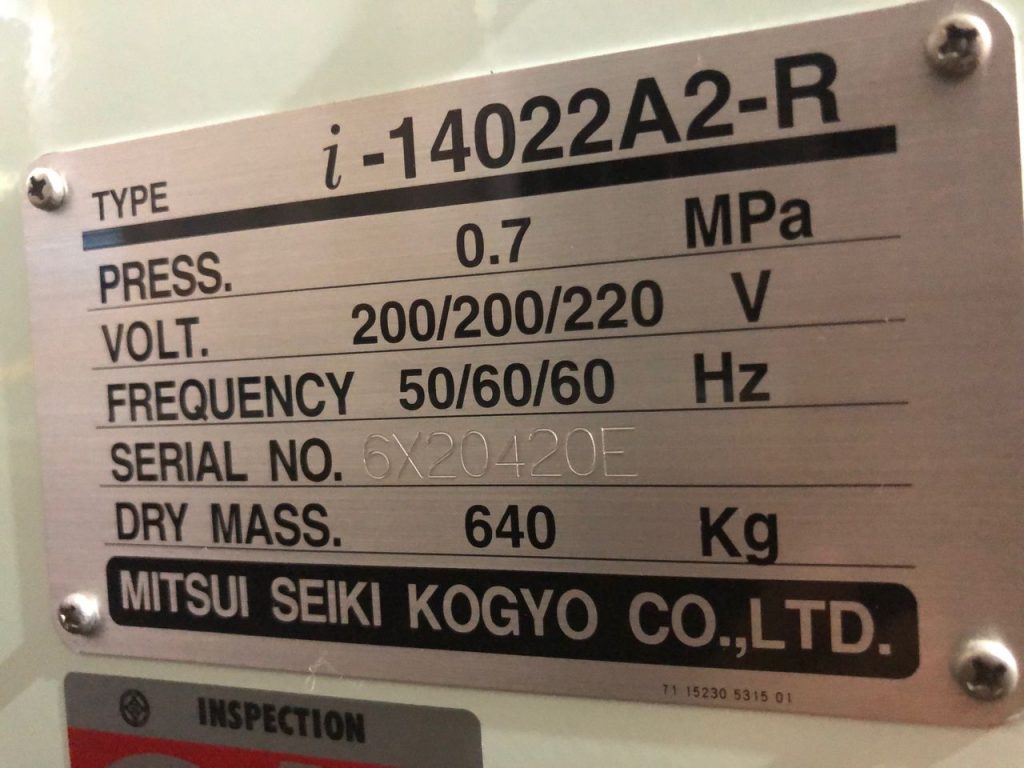 TYPE i-14022A2-R
PRESS. 0.7 MPa
VOLT. 200/200/220 V
FREQUENCY 50/60/60 Hz
SERIAL NO. 6X20420E
DRY MASS. 640 Kg
MITSUI SEIKI KOGYO CO.,LTD.
71 15230 5315 01
INSPECTION